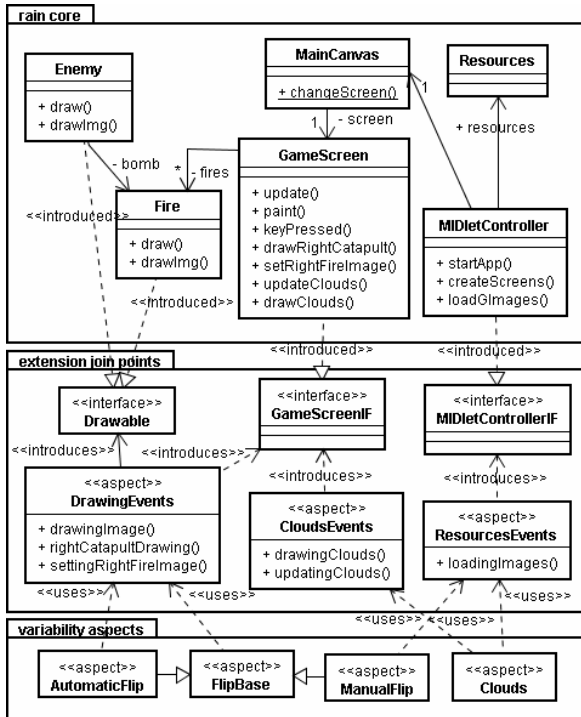 rain core
Enemy
+ draw()
+ drawImg()
MainCanvas
+ changeScreen()
Resources
1
1
- screen
+ resources
- bomb
*
- fires
<<introduced>>
Fire
+ draw()
+ drawImg()
GameScreen
+ update()
+ paint()
+ keyPressed()
+ drawRightCatapult()
+ setRightFireImage()
+ updateClouds()
+ drawClouds()
MIDletController
+ startApp()
+ createScreens()
+ loadGImages()
<<introduced>>
<<introduced>>
<<introduced>>
extension join points
<<interface>>
Drawable
<<interface>>
GameScreenIF
<<interface>>
MIDletControllerIF
<<introduces>>
<<introduces>>
<<introduces>>
<<introduces>>
<<aspect>>
DrawingEvents
+ drawingImage()
+ rightCatapultDrawing()
+ settingRightFireImage()
<<aspect>>
CloudsEvents
+ drawingClouds()
+ updatingClouds()
<<aspect>>
ResourcesEvents
+ loadingImages()
<<uses>>
<<uses>>
<<uses>>
<<uses>>
<<uses>>
variability aspects
<<aspect>>
AutomaticFlip
<<aspect>>
FlipBase
<<aspect>>
ManualFlip
<<aspect>>
Clouds